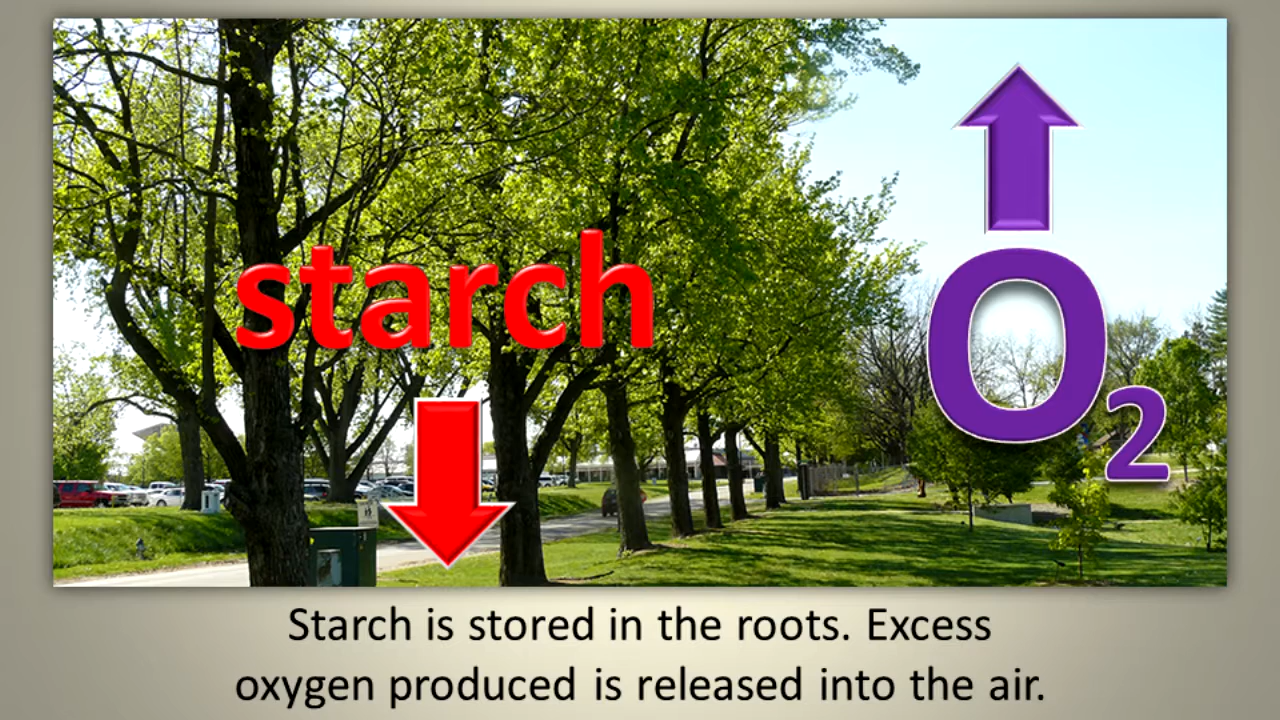 starch
O2
Starch is stored in the roots. Excess
oxygen produced is released into the air.